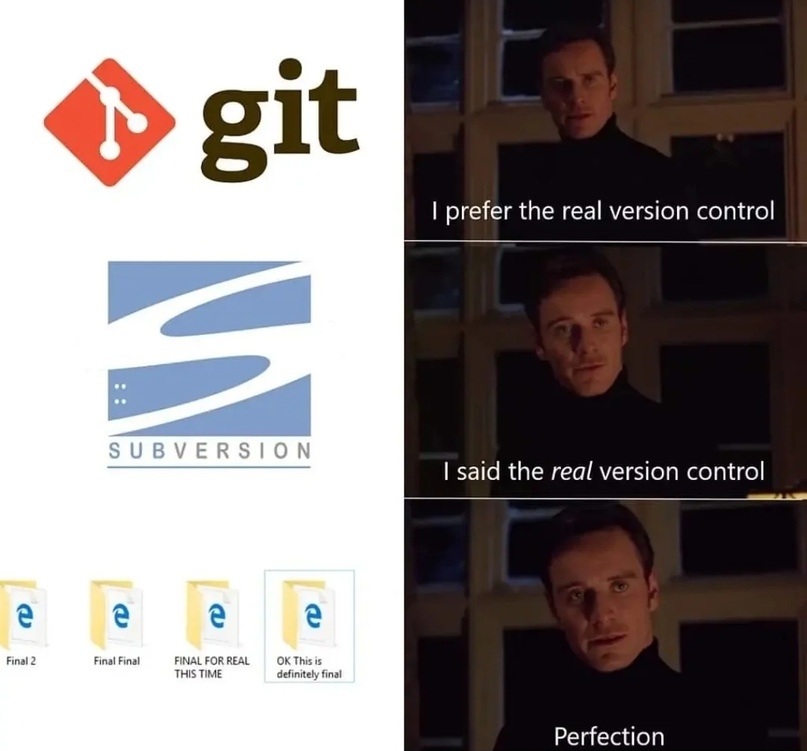 git
I prefer the real version control
SUBVERSION
I said the real version control
Final 2
Final Final
FINAL FOR REAL
THIS TIME
OK This is
definitely final
Perfection